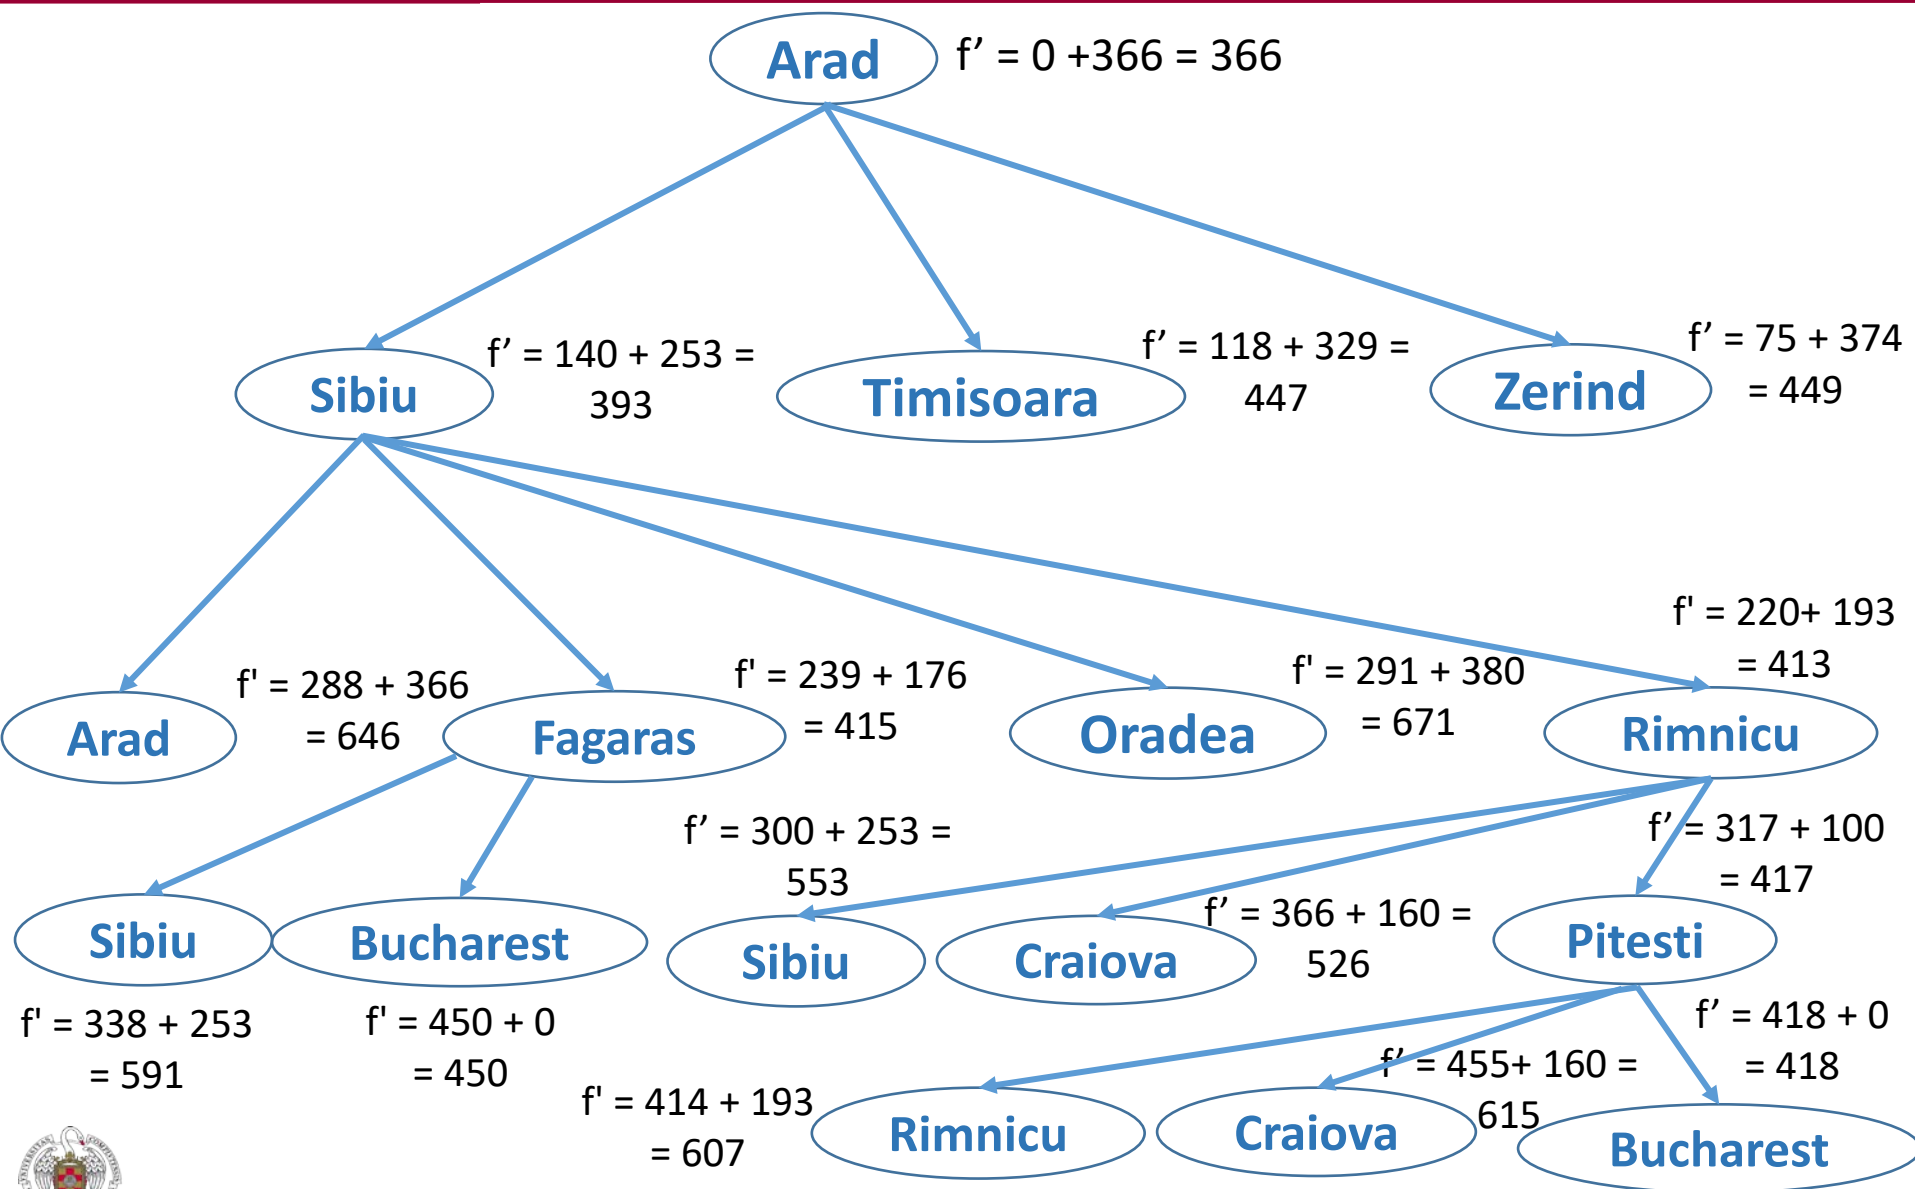 Arad
f’ = 0 +366 = 366
Sibiu
f’ = 140 + 253 =
393
Timisoara
f’ = 118 + 329 =
447
Zerind
f’ = 75 + 374
= 449
Arad
f' = 288 + 366
= 646
Fagaras
f' = 239 + 176
= 415
Oradea
f' = 291 + 380
= 671
Rimnicu
f' = 220+ 193
= 413
Sibiu
f' = 338 + 253
= 591
Bucharest
f' = 450 + 0
= 450
Sibiu
f’ = 300 + 253 =
553
Craiova
f’ = 366 + 160 =
526
Pitesti
f’ = 317 + 100
= 417
Rimnicu
f' = 414 + 193
= 607
Craiova
f’ = 455+ 160 =
615
Bucharest
f’ = 418 + 0
= 418